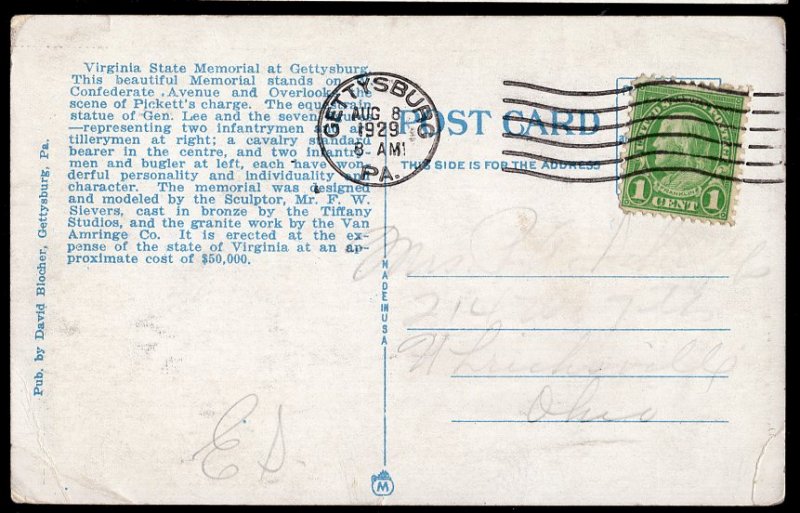 Virginia State Memorial at Gettysburg.
This beautiful Memorial stands on
Confederate Avenue and Overlooks the
scene of Pickett's charge. The equestrian
statue of Gen. Lee and the seven
—representing two infantrymen and ar-
tillerymen at right; a cavalry standard
bearer in the centre, and two infantry-
men and bugler at left, each have won-
derful personality and individuality and
character. The memorial was designed
and modeled by the Sculptor, Mr. F. W.
Sievers, cast in bronze by the Tiffany
Studios, and the granite work by the Van
Amringe Co. It is erected at the ex-
pense of the state of Virginia at an ap-
proximate cost of $50,000.
Pub. by David Blocher, Gettysburg, Pa.
GETTYSBURG
AUG 8
1929
8 AM
PA.
POST CARD
THIS SIDE IS FOR THE ADDRESS
1 CENT 1
MADE IN U.S.A
Mrs
214 7th
Uhrichsville
Ohio
ES
M